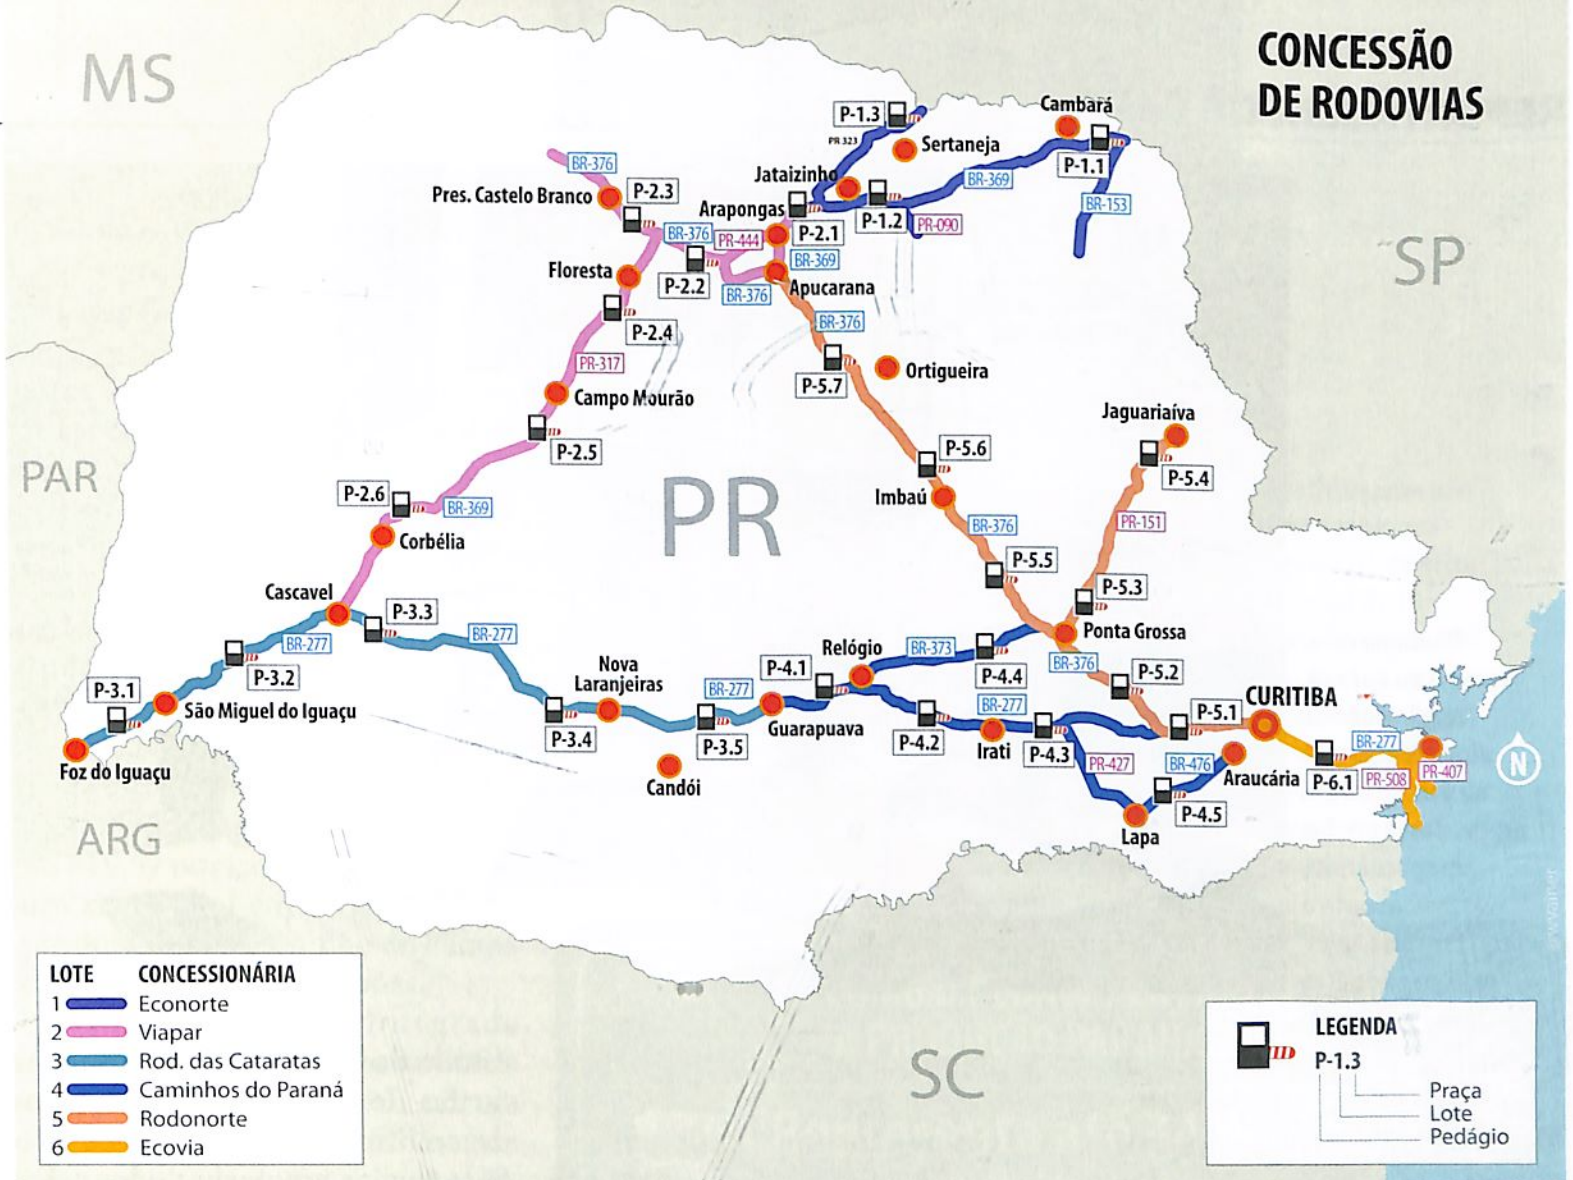 CONCESSÃO
DE RODOVIAS
MS
SP
PAR
PR
ARG
SC
Cambará
P-1.3
PR 323
Sertaneja
P-1.1
BR-376
Jataizinho
BR-369
Pres. Castelo Branco
P-2.3
Arapongas
P-1.2
BR-153
BR-376
PR-444
P-2.1
PR-090
Floresta
P-2.2
BR-369
BR-376
Apucarana
P-2.4
BR-376
PR-317
P-5.7
Ortigueira
Campo Mourão
Jaguariaíva
P-2.5
P-5.6
P-5.4
P-2.6
BR-369
Imbaú
BR-376
PR-151
Corbélia
P-5.5
P-5.3
Cascavel
P-3.3
BR-277
BR-277
Ponta Grossa
Relógio
BR-373
P-4.4
BR-376
P-3.2
Nova
Laranjeiras
P-4.1
P-5.2
P-3.1
São Miguel do Iguaçu
BR-277
Guarapuava
BR-277
CURITIBA
P-5.1
P-3.4
P-3.5
P-4.2
Irati
P-4.3
BR-277
Foz do Iguaçu
Candói
PR-427
BR-476
Araucária
P-6.1
PR-508
PR-407
P-4.5
Lapa
N
LOTE CONCESSIONÁRIA
1 Econorte
2 Viapar
3 Rod. das Cataratas
4 Caminhos do Paraná
5 Rodonorte
6 Ecovia
LEGENDA
P-1.3
Praça
Lote
Pedágio